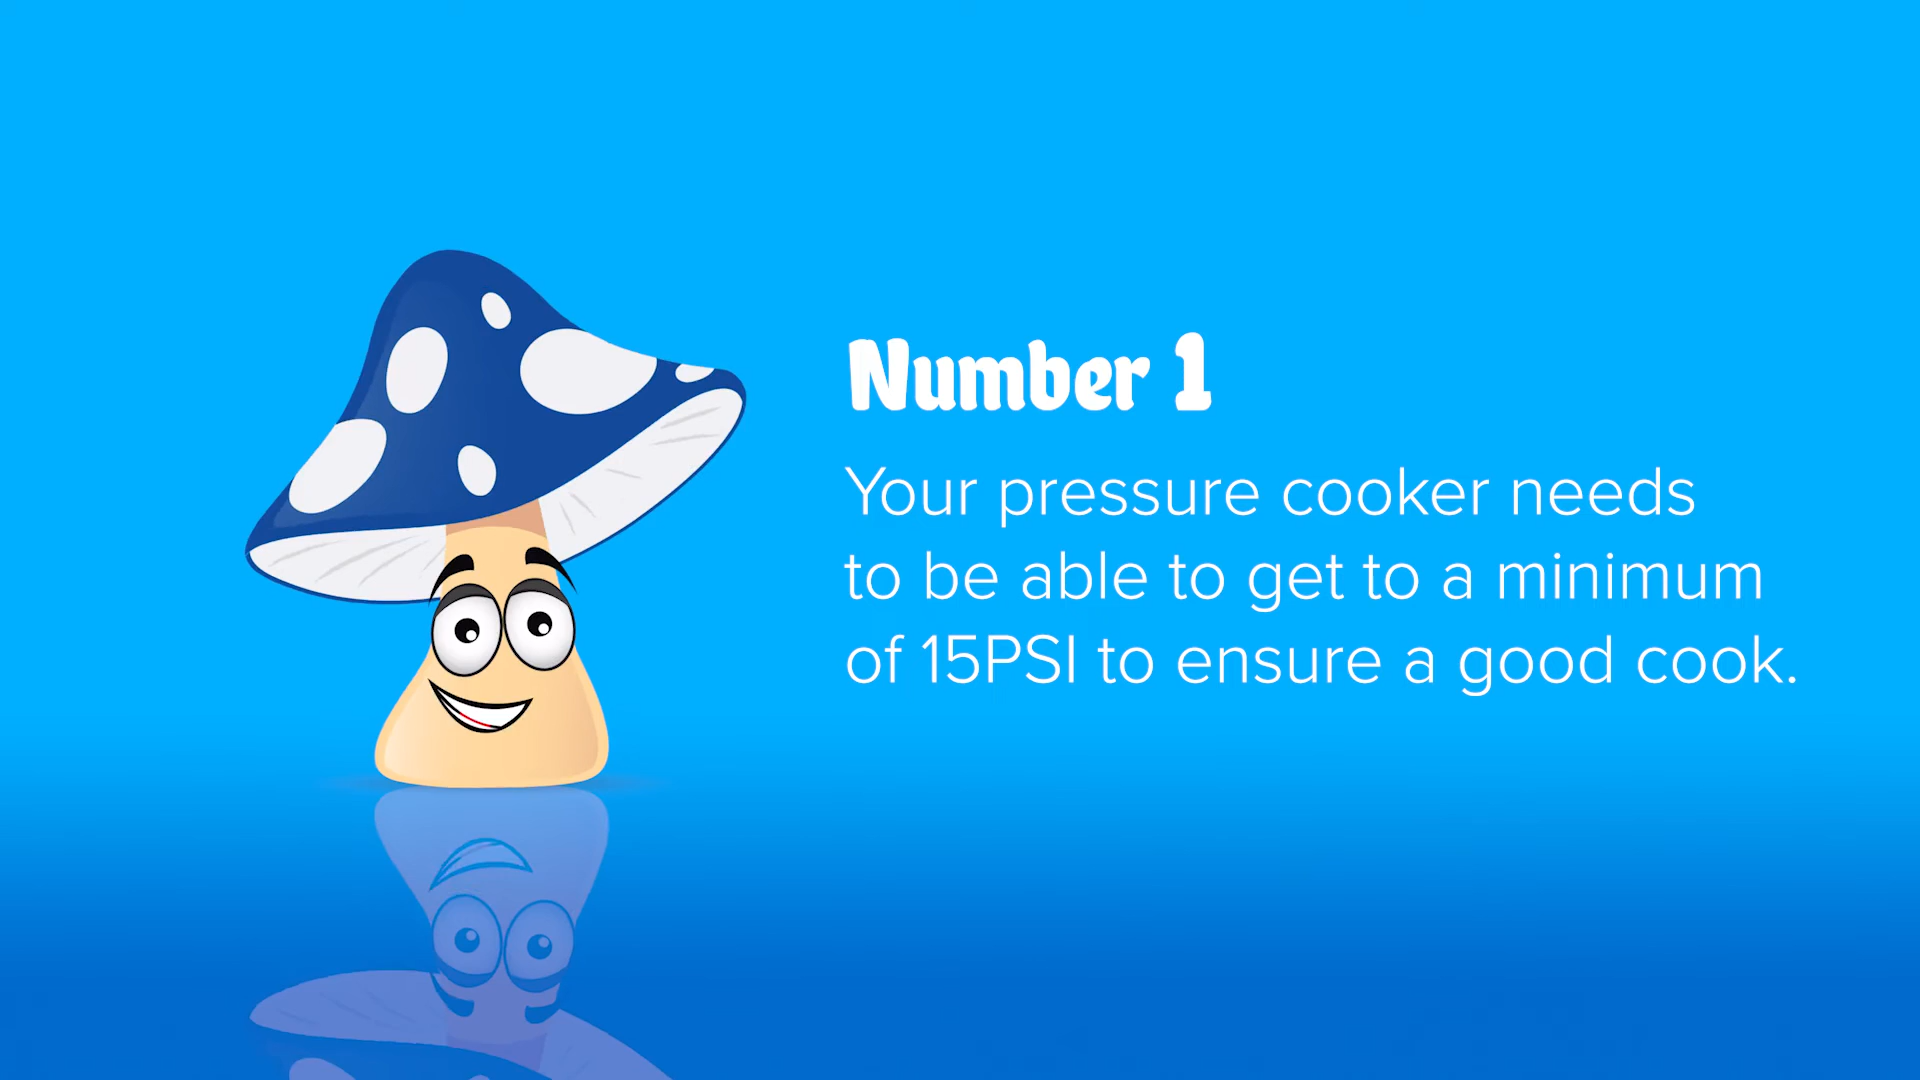 Number 1
Your pressure cooker needs
to be able to get to a minimum
of 15PSI to ensure a good cook.